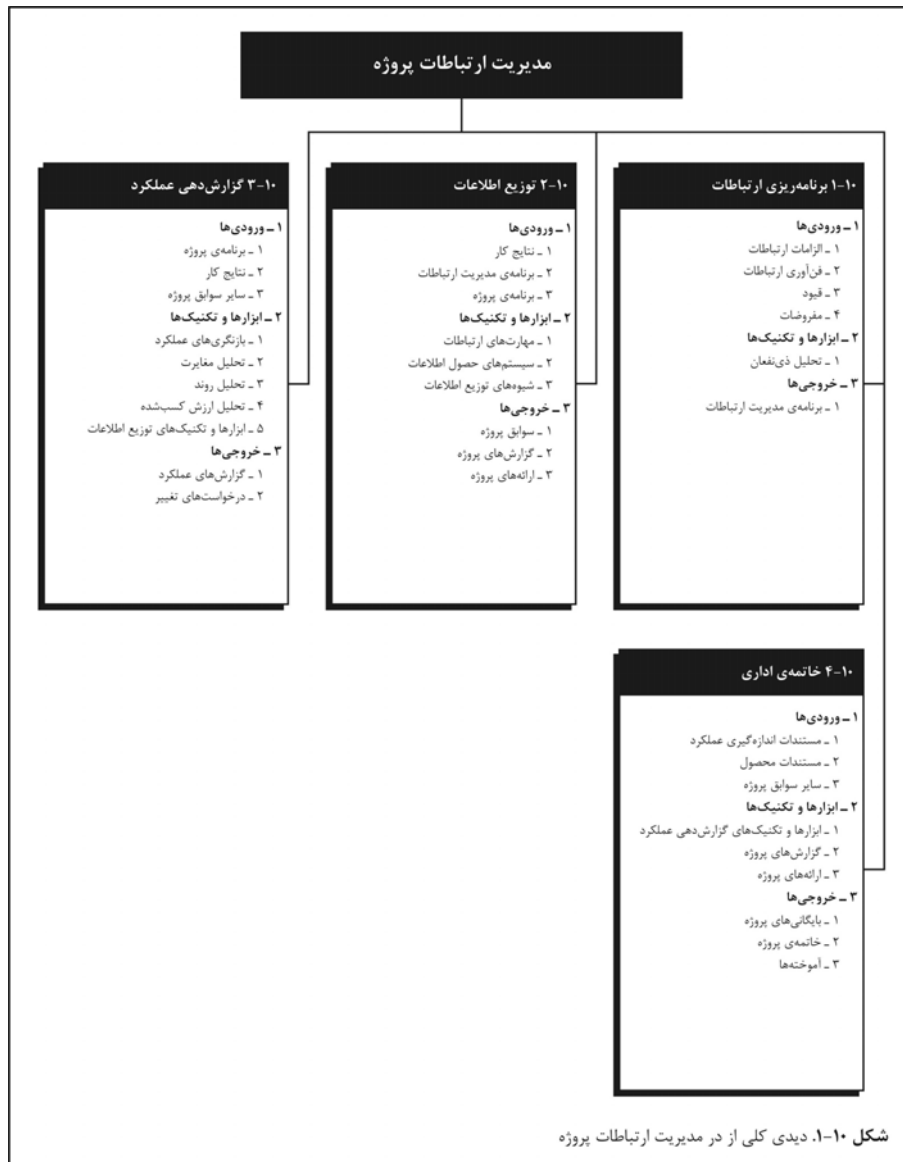 مدیریت ارتباطات پروژه
۱۰-۱ برنامه‌ریزی ارتباطات
۱ ـ ورودی‌ها
۱ ـ الزامات ارتباطات
۲ ـ فن‌آوری ارتباطات
۳ ـ قیود
۴ ـ مفروضات
۲ ـ ابزارها و تکنیک‌ها
۱ ـ تحلیل ذی‌نفعان
۳ ـ خروجی‌ها
۱ ـ برنامه‌ی مدیریت ارتباطات
۱۰-۲ توزیع اطلاعات
۱ ـ ورودی‌ها
۱ ـ نتایج کار
۲ ـ برنامه‌ی مدیریت ارتباطات
۳ ـ برنامه‌ی پروژه
۲ ـ ابزارها و تکنیک‌ها
۱ ـ مهارت‌های ارتباطات
۲ ـ سیستم‌های حصول اطلاعات
۳ ـ شیوه‌های توزیع اطلاعات
۳ ـ خروجی‌ها
۱ ـ سوابق پروژه
۲ ـ گزارش‌های پروژه
۳ ـ ارائه‌های پروژه
۱۰-۳ گزارش‌دهی عملکرد
۱ ـ ورودی‌ها
۱ ـ برنامه‌ی پروژه
۲ ـ نتایج کار
۳ ـ سایر سوابق پروژه
۲ ـ ابزارها و تکنیک‌ها
۱ ـ بازنگری‌های عملکرد
۲ ـ تحلیل مغایرت
۳ ـ تحلیل روند
۴ ـ تحلیل ارزش کسب‌شده
۵ ـ ابزارها و تکنیک‌های توزیع اطلاعات
۳ ـ خروجی‌ها
۱ ـ گزارش‌های عملکرد
۲ ـ درخواست‌های تغییر
۱۰-۴ خاتمه‌ی اداری
۱ ـ ورودی‌ها
۱ ـ مستندات اندازه‌گیری عملکرد
۲ ـ مستندات محصول
۳ ـ سایر سوابق پروژه
۲ ـ ابزارها و تکنیک‌ها
۱ ـ ابزارها و تکنیک‌های گزارش‌دهی عملکرد
۲ ـ گزارش‌های پروژه
۳ ـ ارائه‌های پروژه
۳ ـ خروجی‌ها
۱ ـ بایگانی‌های پروژه
۲ ـ خاتمه‌ی پروژه
۳ ـ آموخته‌ها
شکل ۱۰-۱. دیدی کلی از در مدیریت ارتباطات پروژه